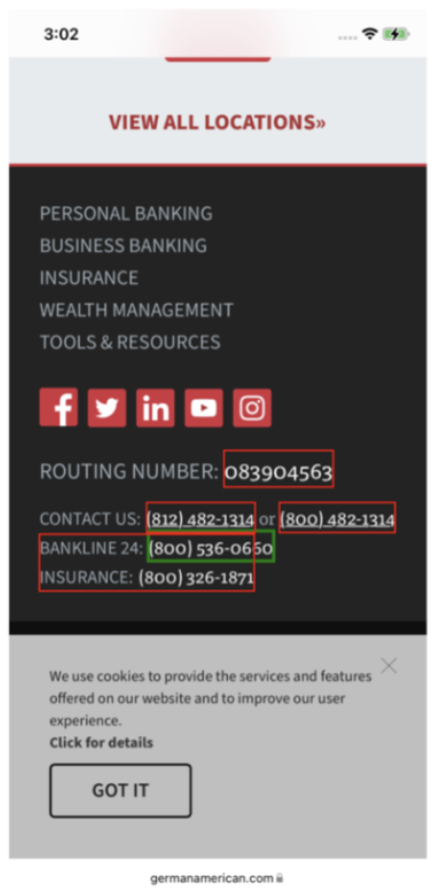 3:02
VIEW ALL LOCATIONS»
PERSONAL BANKING
BUSINESS BANKING
INSURANCE
WEALTH MANAGEMENT
TOOLS & RESOURCES
f in
ROUTING NUMBER: 083904563
CONTACT US: (812) 482-1314 or (800) 482-1314
BANKLINE 24: (800) 536-0660
INSURANCE: (800) 326-1871
We use cookies to provide the services and features
offered on our website and to improve our user
experience.
Click for details
GOT IT
germanamerican.com